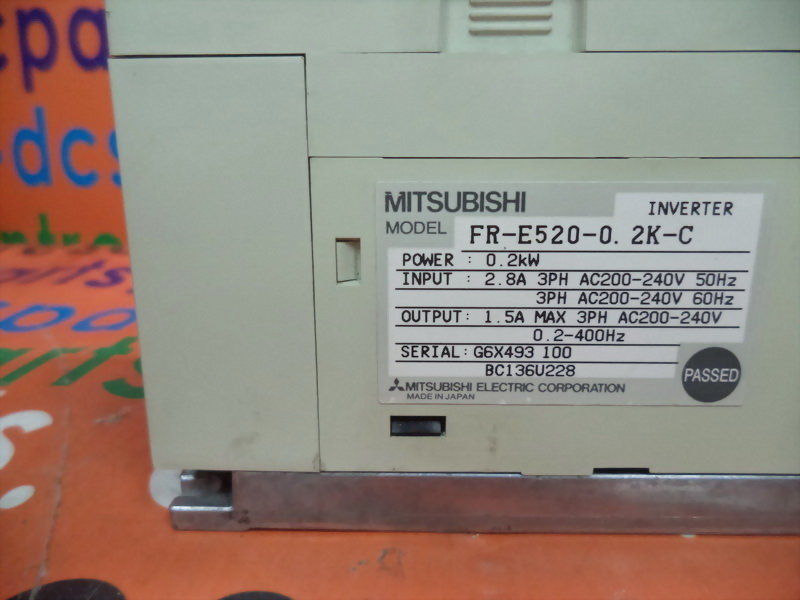 cpa
-dcs
MITSUBISHI
INVERTER
MODEL FR-E520-0.2K-C
POWER : 0.2kW
INPUT : 2.8A 3PH AC200-240V 50Hz
3PH AC200-240V 60Hz
OUTPUT: 1.5A MAX 3PH AC200-240V
0.2-400Hz
SERIAL: G6X493 100
BC136U228
PASSED
MITSUBISHI ELECTRIC CORPORATION
MADE IN JAPAN